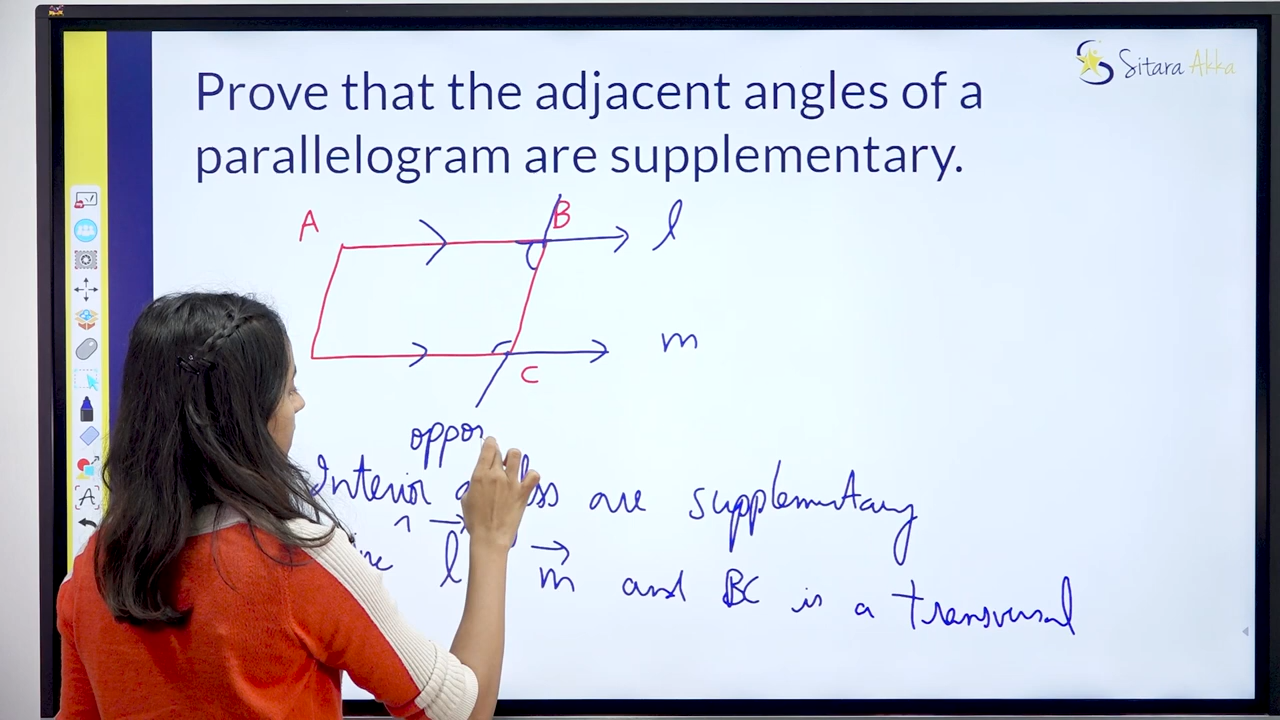 Sitara Akka
Prove that the adjacent angles of a
parallelogram are supplementary.
A
B
l
m
C
oppo
Interior are supplementary
l m and BC is a transversal